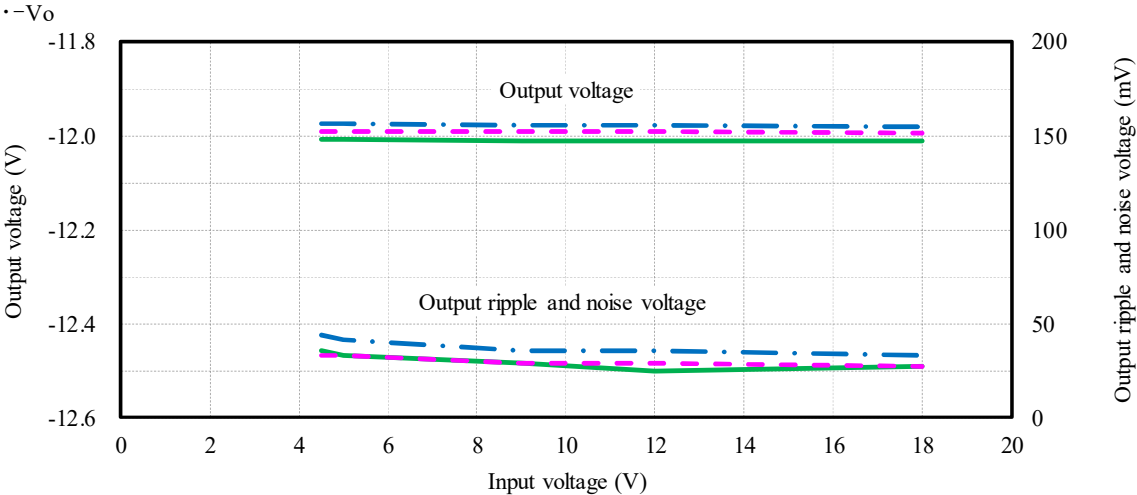 ·−Vo
-11.8
-12.0
-12.2
-12.4
-12.6
Output voltage (V)
Output voltage
Output ripple and noise voltage
200
150
100
50
0
Output ripple and noise voltage (mV)
0 2 4 6 8 10 12 14 16 18 20
Input voltage (V)